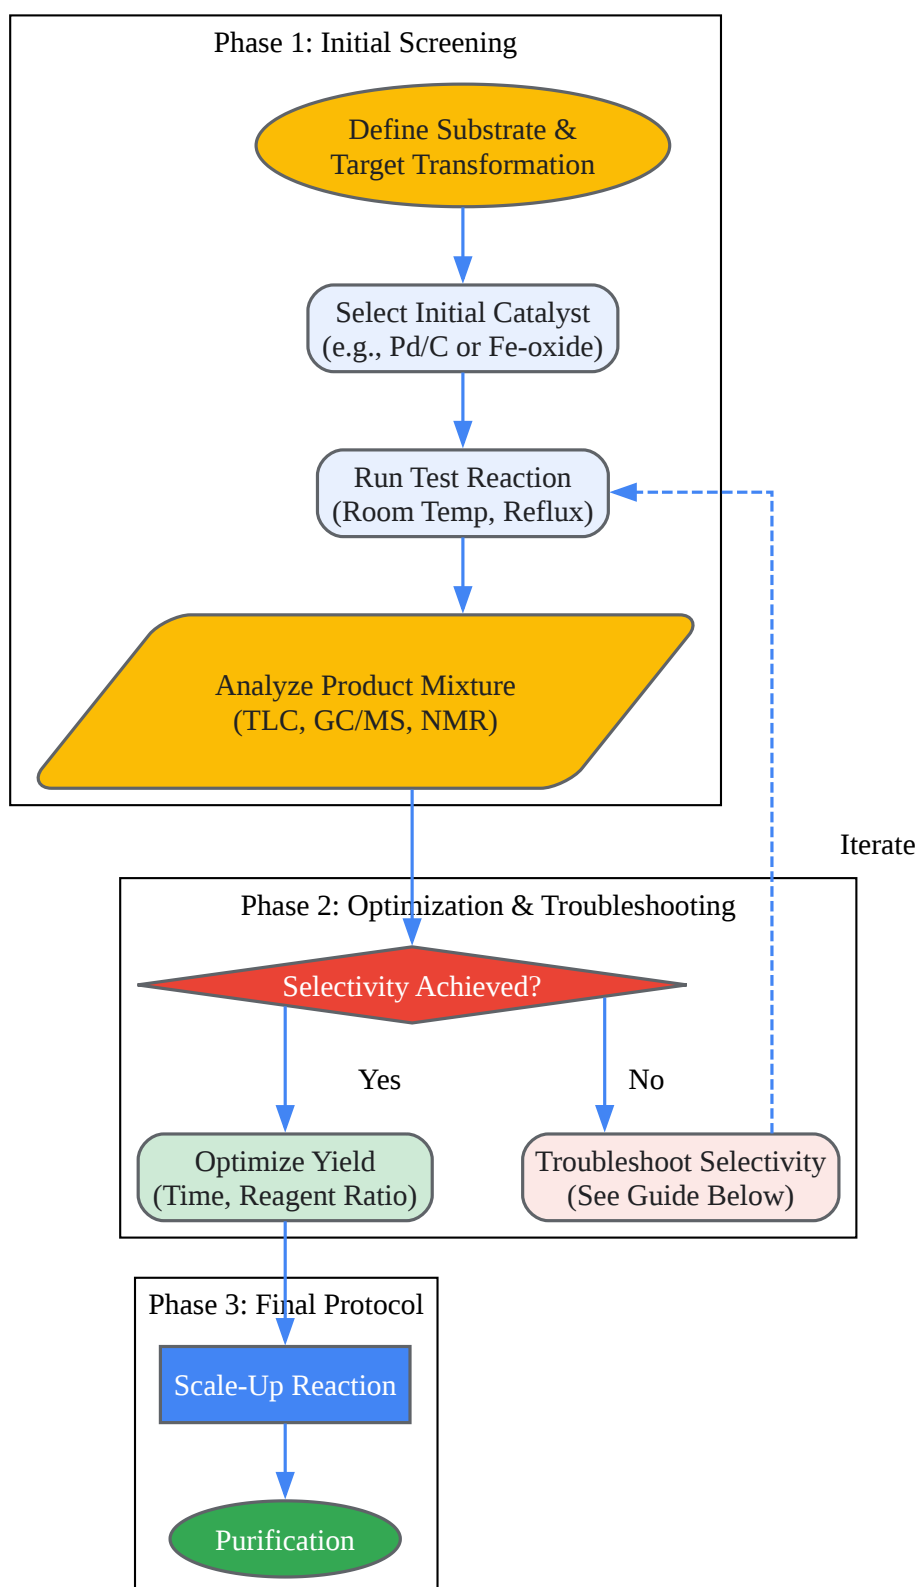 Phase 1: Initial Screening
Define Substrate &
Target Transformation
Select Initial Catalyst
(e.g., Pd/C or Fe-oxide)
Run Test Reaction
(Room Temp, Reflux)
Analyze Product Mixture
(TLC, GC/MS, NMR)
Iterate
Phase 2: Optimization & Troubleshooting
Selectivity Achieved?
Yes
No
Optimize Yield
(Time, Reagent Ratio)
Troubleshoot Selectivity
(See Guide Below)
Phase 3: Final Protocol
Scale-Up Reaction
Purification